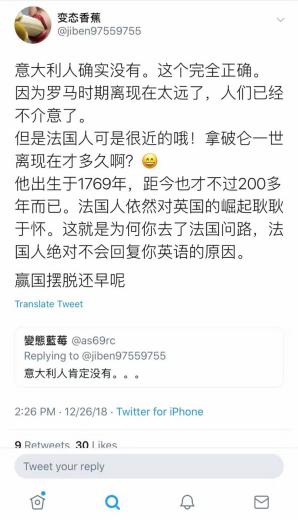 变态香蕉
@jiben97559755
意大利人确实没有。这个完全正确。
因为罗马时期离现在太远了，人们已经
不介意了。
但是法国人可是很近的哦！拿破仑一世
离现在才多久啊？😄
他出生于1769年，距今也才不过200多
年而已。法国人依然对英国的崛起耿耿
于怀。这就是为何你去了法国问路，法
国人绝对不会回复你英语的原因。
赢国摆脱还早呢
Translate Tweet
變態藍莓 @as69rc
Replying to @jiben97559755
意大利人肯定没有。。。
2:26 PM · 12/26/18 · Twitter for iPhone
9 Retweets 30 Likes
Tweet your reply